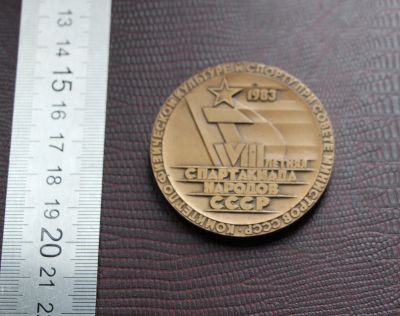 КОМИТЕТ ПО ФИЗИЧЕСКОЙ КУЛЬТУРЕ И СПОРТУ ПРИ СОВЕТЕ МИНИСТРОВ СССР
1983
VIII
ЛЕТНЯЯ
СПАРТАКИАДА
НАРОДОВ
СССР
13
14
15
16
17
18
19
20
21